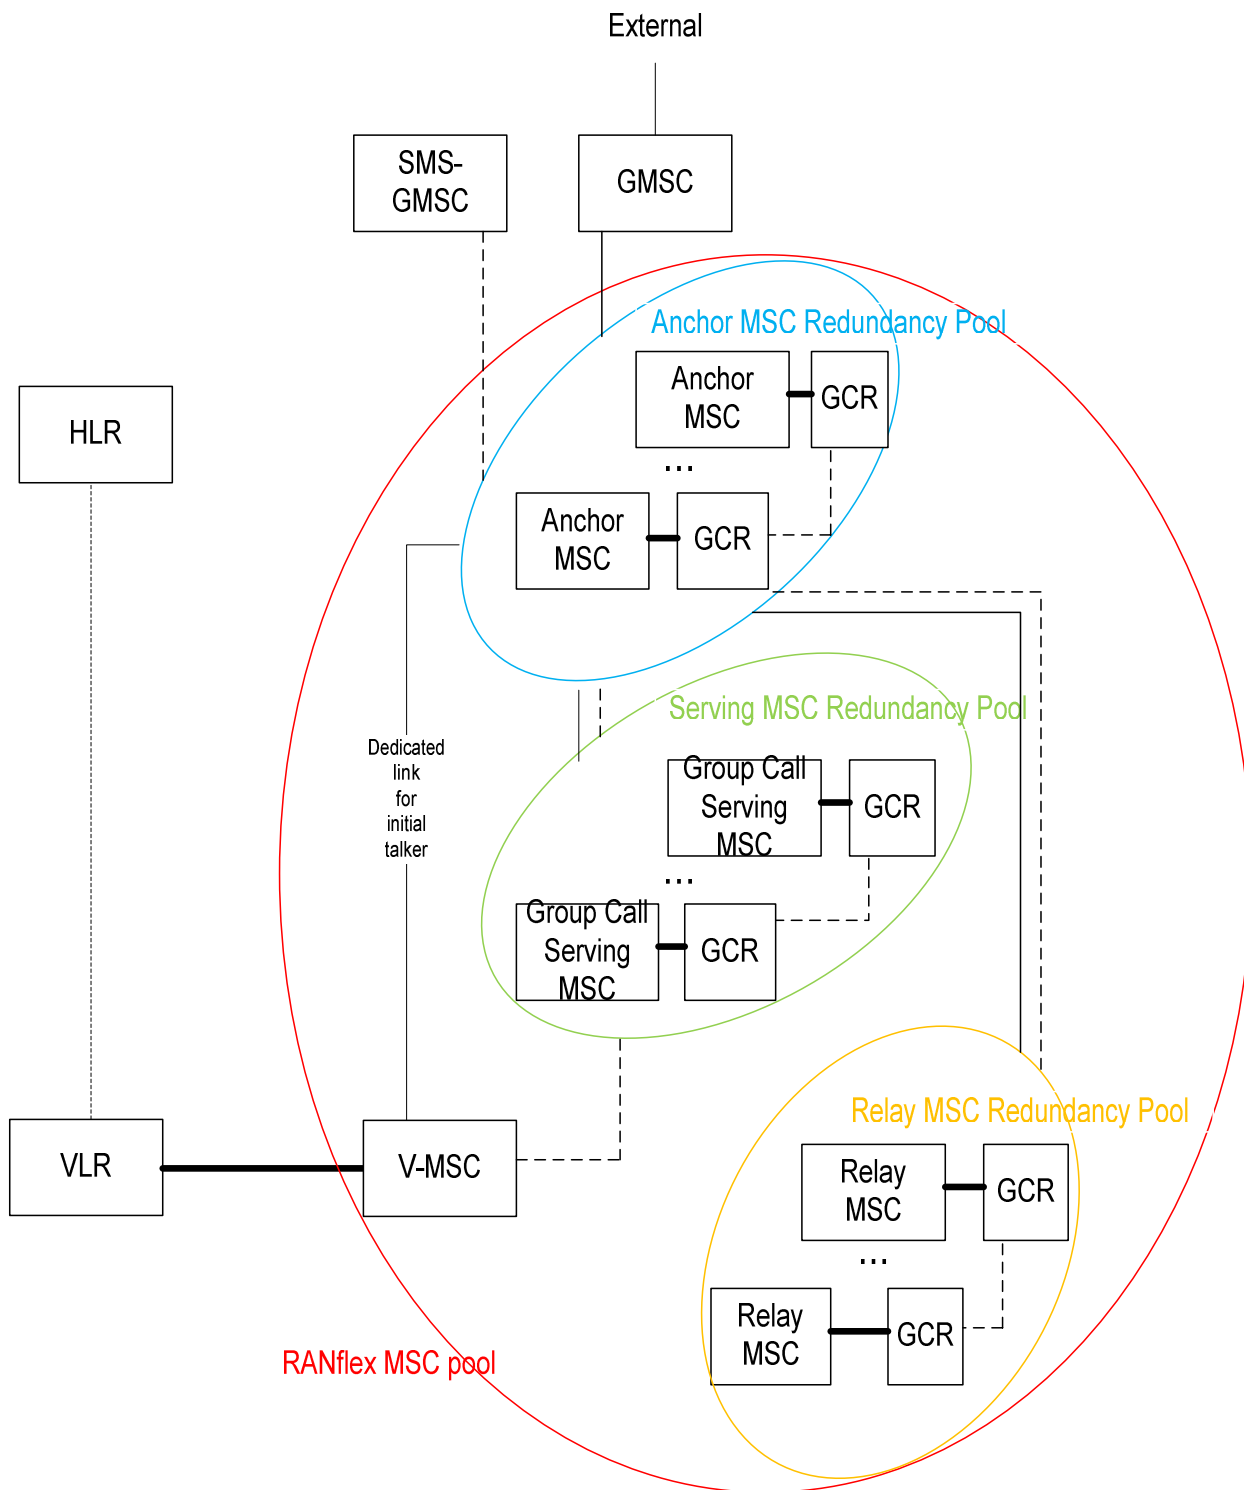 External
SMS-
GMSC
GMSC
Anchor MSC Redundancy Pool
Anchor
MSC
GCR
...
Anchor
MSC
GCR
HLR
Serving MSC Redundancy Pool
Dedicated
link
for
initial
talker
Group Call
Serving
MSC
GCR
...
Group Call
Serving
MSC
GCR
Relay MSC Redundancy Pool
VLR
V-MSC
Relay
MSC
GCR
...
Relay
MSC
GCR
RANflex MSC pool